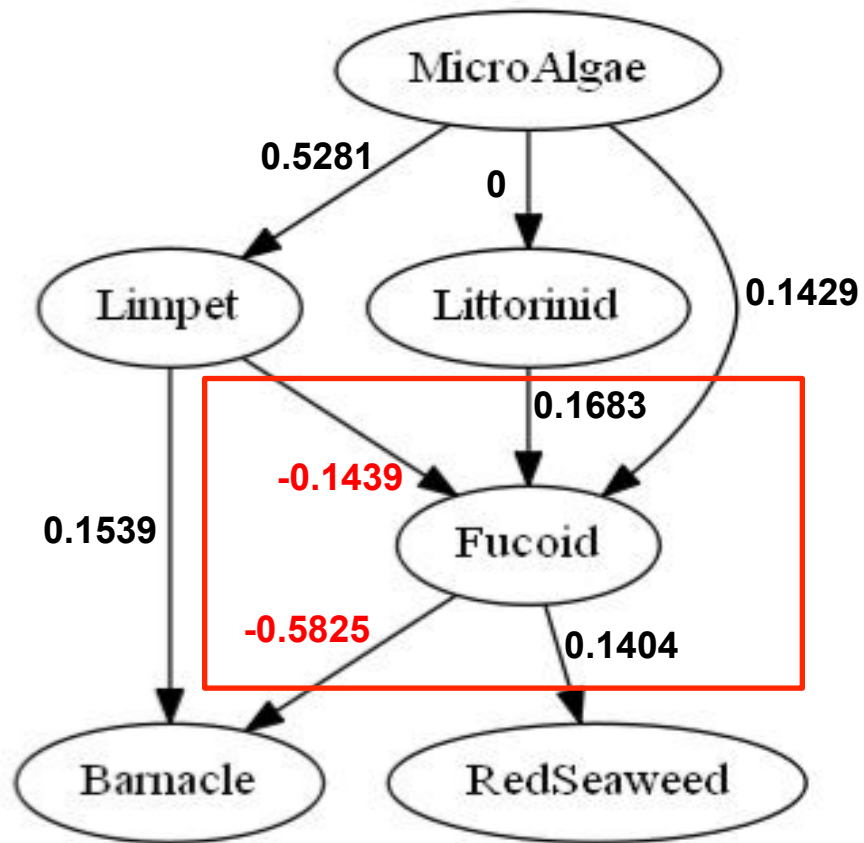 MicroAlgae
0.5281
0
0.1429
Limpet
Littorinid
0.1683
-0.1439
0.1539
Fucoid
-0.5825
0.1404
Barnacle
RedSeaweed